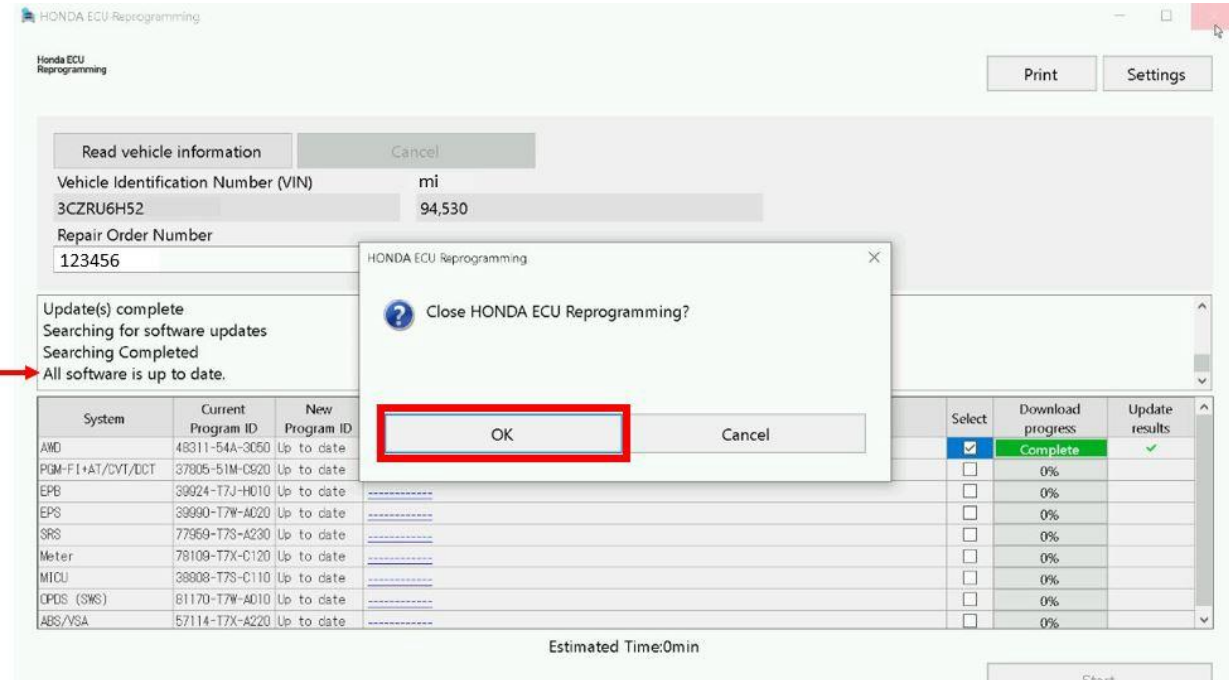 HONDA ECU Reprogramming
Honda ECU
Reprogramming
Print
Settings
Read vehicle information
Cancel
Vehicle Identification Number (VIN)
mi
3CZRU6H52
94,530
Repair Order Number
123456
HONDA ECU Reprogramming
Close HONDA ECU Reprogramming?
OK
Cancel
Update(s) complete
Searching for software updates
Searching Completed
All software is up to date.
System
Current
Program ID
New
Program ID
Select
Download
progress
Update
results
AWD 48311-54A-3050 Up to date Complete
PGM-FI+AT/CVT/DCT 37805-51M-C920 Up to date 0%
EPB 39924-T7J-H010 Up to date ------------ 0%
EPS 39990-T7W-A020 Up to date ------------ 0%
SRS 77959-T7S-A230 Up to date ------------ 0%
Meter 78109-T7X-C120 Up to date ------------ 0%
MICU 38808-T7S-C110 Up to date ------------ 0%
OPDS (SWS) 81170-T7W-A010 Up to date ------------ 0%
ABS/VSA 57114-T7X-A220 Up to date ------------ 0%
Estimated Time:0min
Start